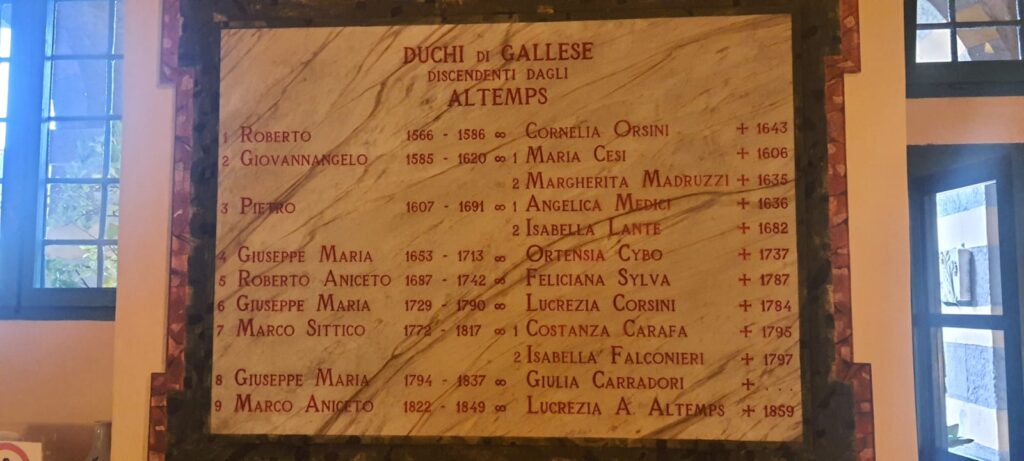 DUCHI DI GALLESE
DISCENDENTI DAGLI
ALTEMPS
1 ROBERTO 1566 - 1586 ∞ CORNELIA ORSINI + 1643
2 GIOVANNANGELO 1585 - 1620 ∞ 1 MARIA CESI + 1606
2 MARGHERITA MADRUZZI + 1635
3 PIETRO 1607 - 1691 ∞ 1 ANGELICA MEDICI + 1636
2 ISABELLA LANTE + 1682
4 GIUSEPPE MARIA 1653 - 1713 ∞ ORTENSIA CYBO + 1737
5 ROBERTO ANICETO 1687 - 1742 ∞ FELICIANA SYLVA + 1787
6 GIUSEPPE MARIA 1729 - 1790 ∞ LUCREZIA CORSINI + 1784
7 MARCO SITTICO 1772 - 1817 ∞ 1 COSTANZA CARAFA + 1795
2 ISABELLA FALCONIERI + 1797
8 GIUSEPPE MARIA 1794 - 1837 ∞ GIULIA CARRADORI + ....
9 MARCO ANICETO 1822 - 1849 ∞ LUCREZIA A. ALTEMPS + 1859